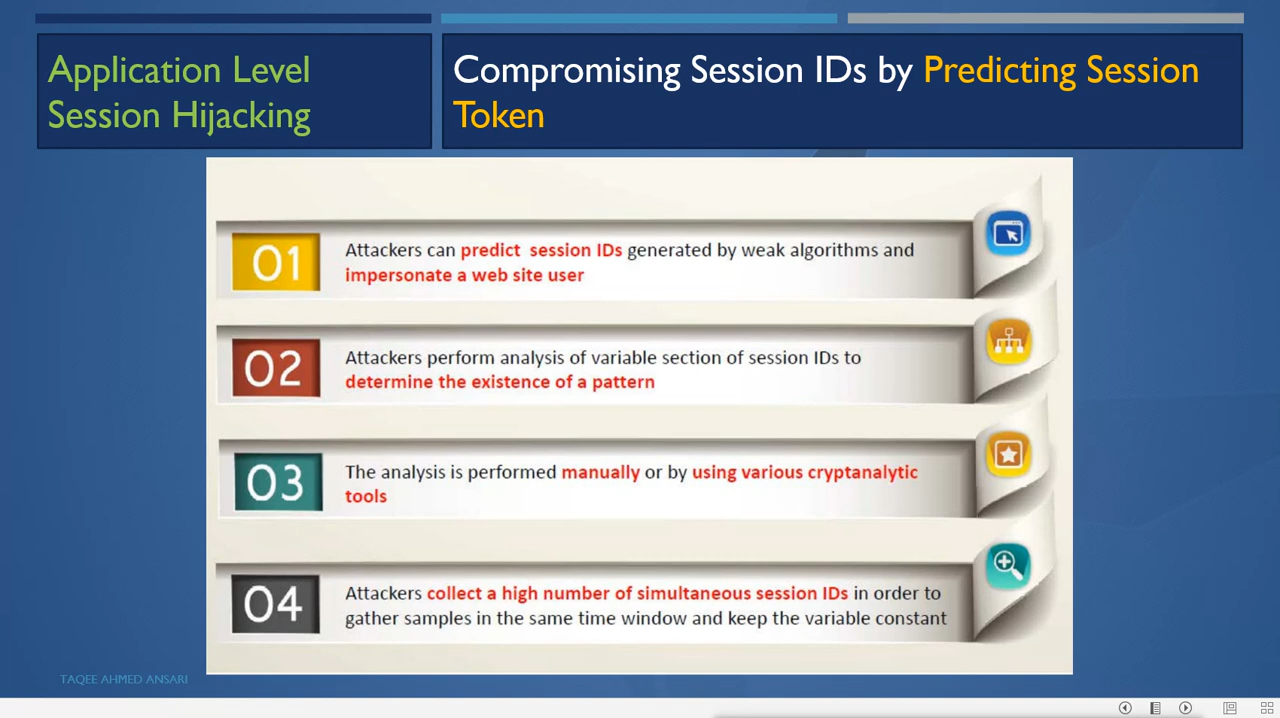 Application Level
Session Hijacking
Compromising Session IDs by Predicting Session
Token
01
Attackers can predict session IDs generated by weak algorithms and
impersonate a web site user
02
Attackers perform analysis of variable section of session IDs to
determine the existence of a pattern
03
The analysis is performed manually or by using various cryptanalytic
tools
04
Attackers collect a high number of simultaneous session IDs in order to
gather samples in the same time window and keep the variable constant
TAQEE AHMED ANSARI